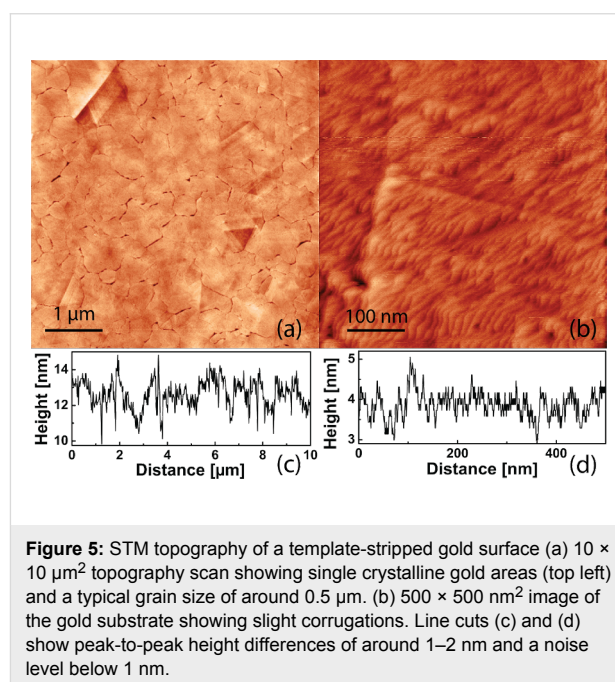 1 µm
(a)
100 nm
(b)
Height [nm]
14
12
10
0 2 4 6 8 10
Distance [µm]
(c)
Height [nm]
5
4
3
0 200 400
Distance [nm]
(d)
Figure 5: STM topography of a template-stripped gold surface (a) 10 ×
10 µm² topography scan showing single crystalline gold areas (top left)
and a typical grain size of around 0.5 µm. (b) 500 × 500 nm² image of
the gold substrate showing slight corrugations. Line cuts (c) and (d)
show peak-to-peak height differences of around 1–2 nm and a noise
level below 1 nm.